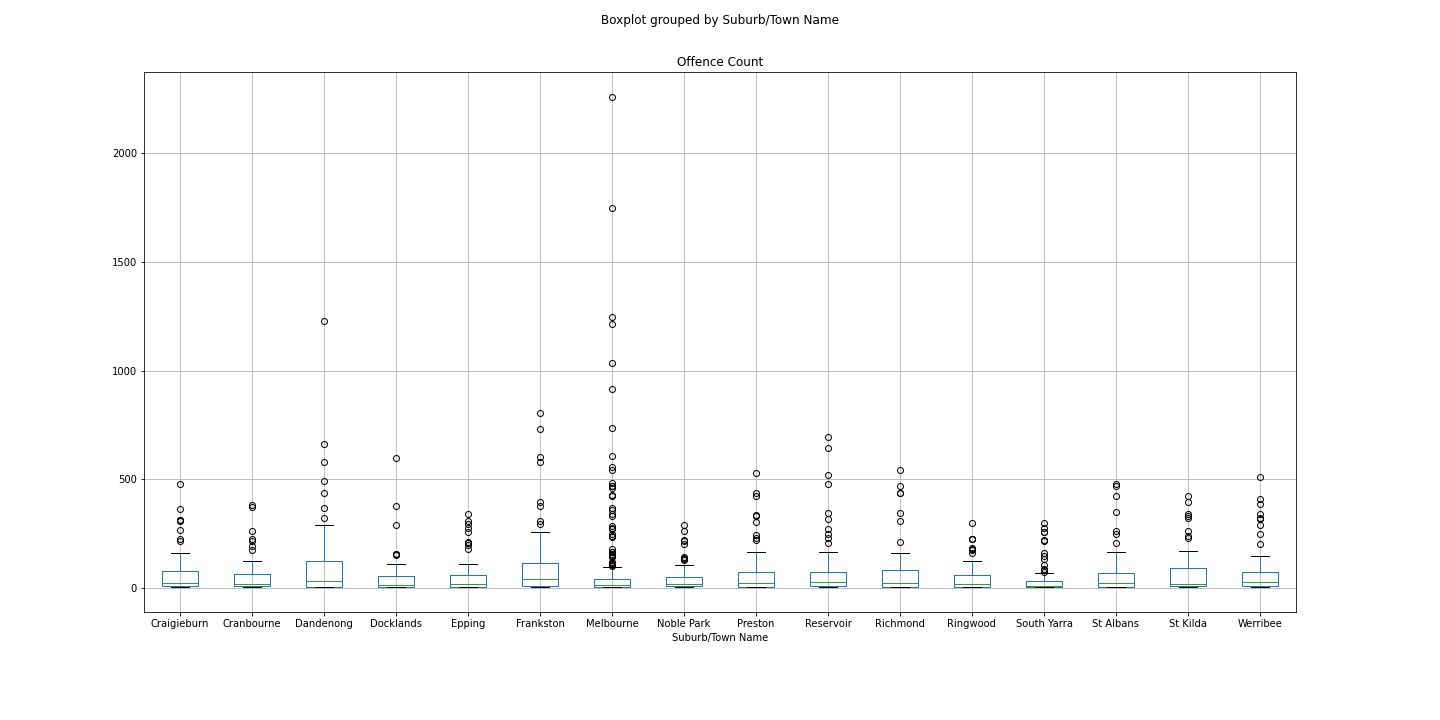 Boxplot grouped by Suburb/Town Name
Offence Count
2000
1500
1000
500
0
Craigieburn Cranbourne Dandenong Docklands Epping Frankston Melbourne Noble Park Preston Reservoir Richmond Ringwood South Yarra St Albans St Kilda Werribee
Suburb/Town Name